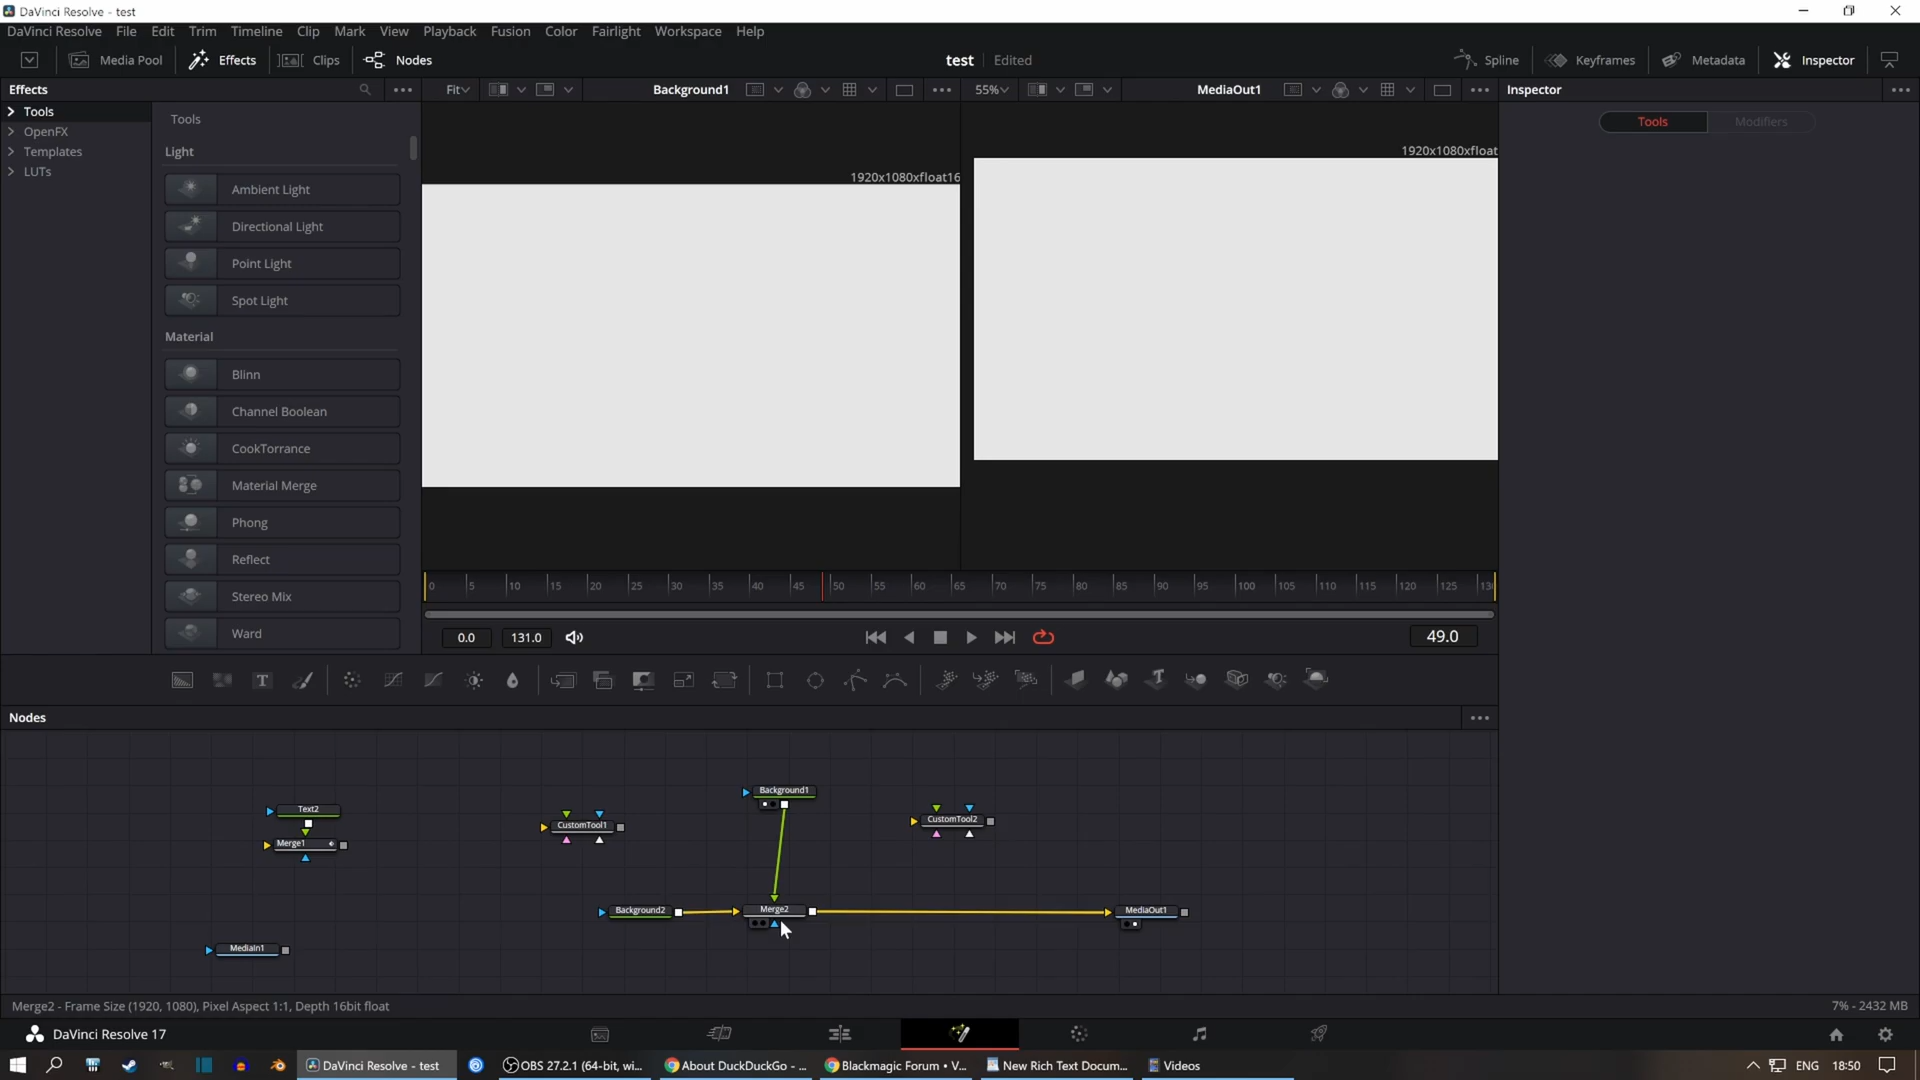 DaVinci Resolve - test
DaVinci Resolve File Edit Trim Timeline Clip Mark View Playback Fusion Color Fairlight Workspace Help
Media Pool Effects Clips Nodes test Edited Spline Keyframes Metadata Inspector
Effects Fit Background1 55% MediaOut1 Inspector
Tools
OpenFX
Templates
LUTs
Tools
Light
Ambient Light
Directional Light
Point Light
Spot Light
Material
Blinn
Channel Boolean
CookTorrance
Material Merge
Phong
Reflect
Stereo Mix
Ward
1920x1080xfloat16
1920x1080xfloat
Tools Modifiers
0 5 10 15 20 25 30 35 40 45 50 55 60 65 70 75 80 85 90 95 100 105 110 115 120 125 13
0.0 131.0 49.0
Nodes
Background1
Text2
CustomTool1
CustomTool2
Merge1
Background2
Merge2
MediaOut1
MediaIn1
Merge2 - Frame Size (1920, 1080), Pixel Aspect 1:1, Depth 16bit float 7% - 2432 MB
DaVinci Resolve 17
DaVinci Resolve - test OBS 27.2.1 (64-bit, wi... About DuckDuckGo - ... Blackmagic Forum • V... New Rich Text Docum... Videos ENG 18:50